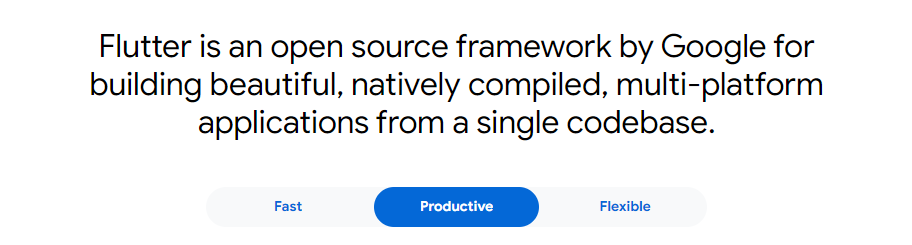 Flutter is an open source framework by Google for
building beautiful, natively compiled, multi-platform
applications from a single codebase.
Fast Productive Flexible